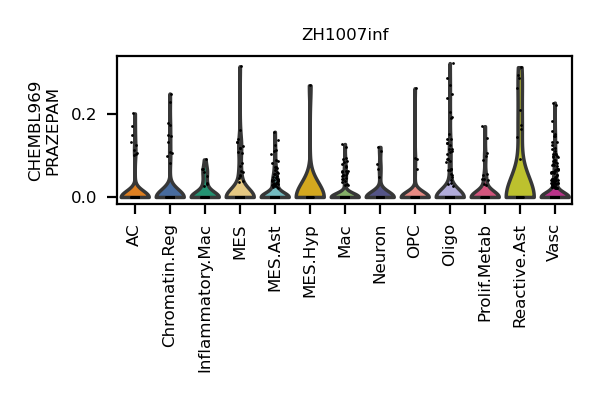 ZH1007inf
CHEMBL969
PRAZEPAM
0.2
0.0
AC
Chromatin.Reg
Inflammatory.Mac
MES
MES.Ast
MES.Hyp
Mac
Neuron
OPC
Oligo
Prolif.Metab
Reactive.Ast
Vasc